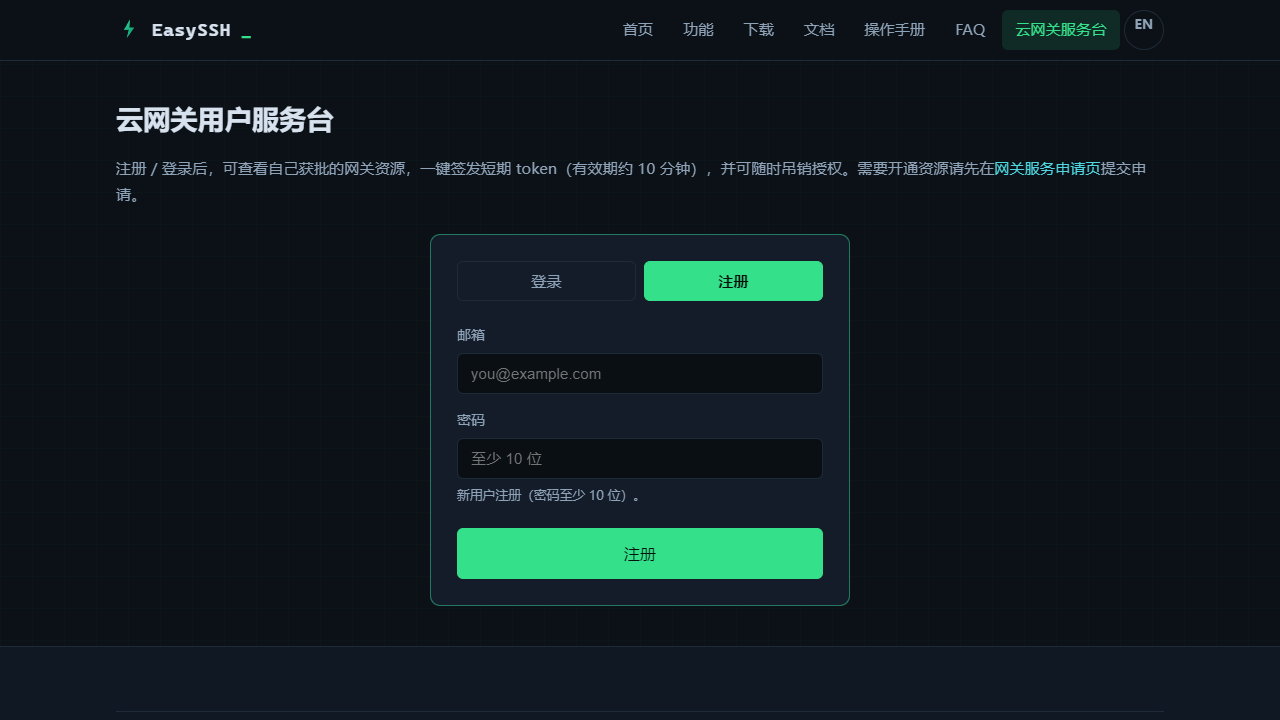 EasySSH _
首页 功能 下载 文档 操作手册 FAQ 云网关服务台 EN
云网关用户服务台
注册 / 登录后，可查看自己获批的网关资源，一键签发短期 token（有效期约 10 分钟），并可随时吊销授权。需要开通资源请先在网关服务申请页提交申
请。
登录 注册
邮箱
you@example.com
密码
至少 10 位
新用户注册（密码至少 10 位）。
注册